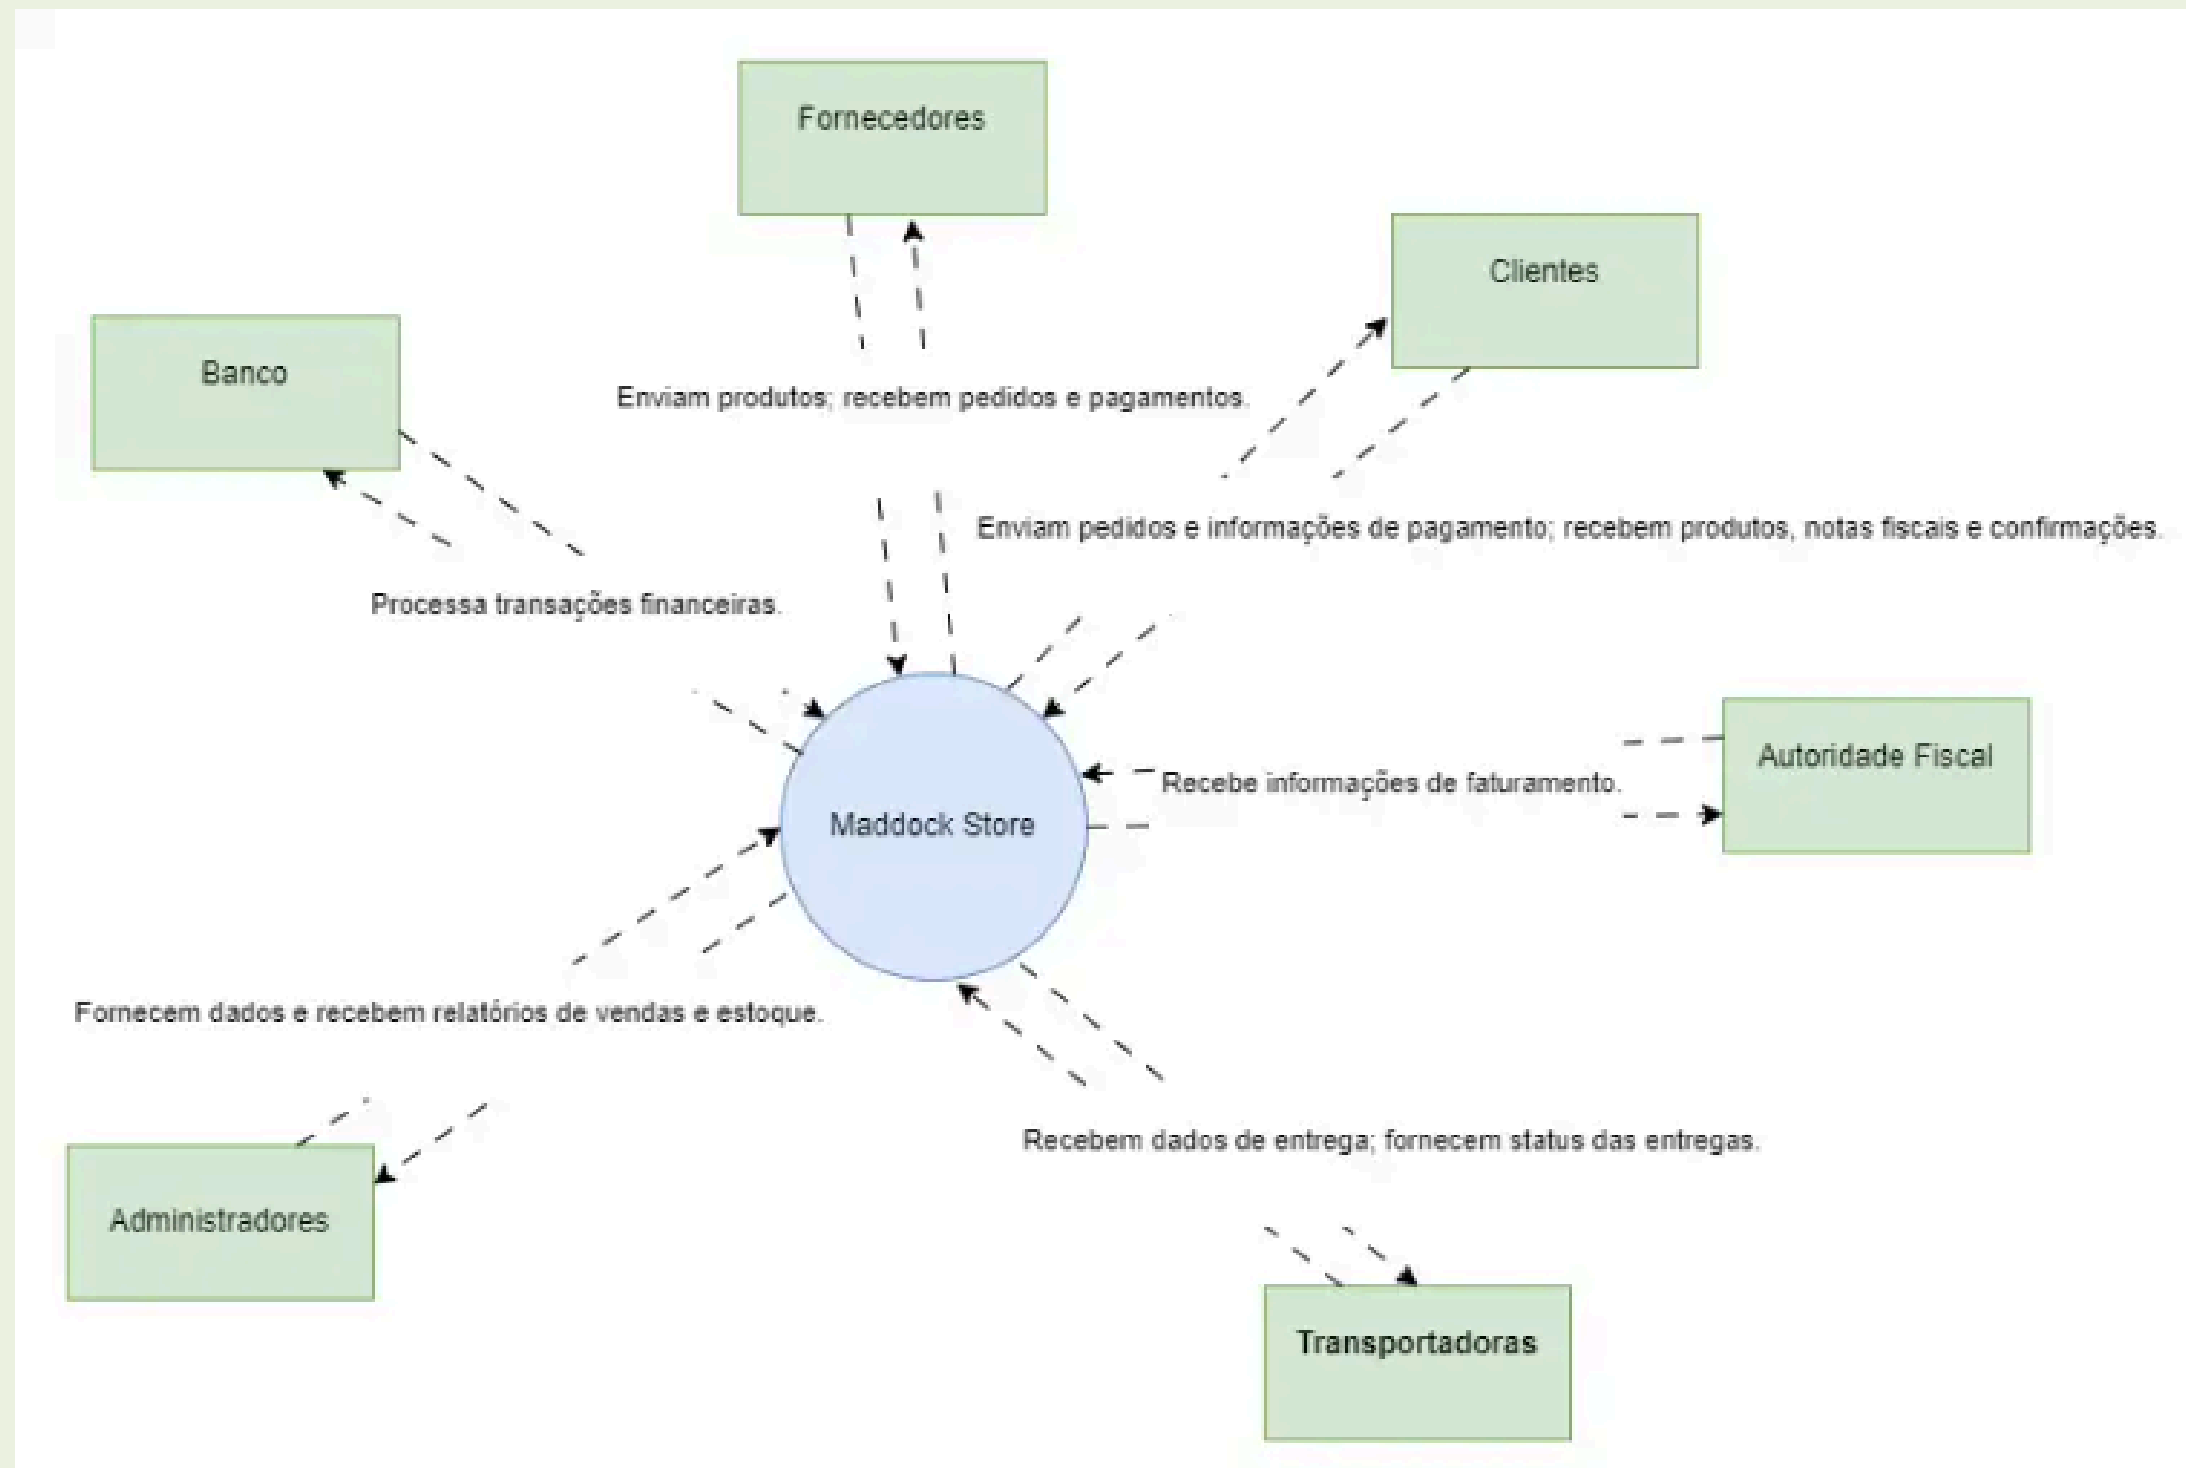 Fornecedores
Clientes
Banco
Enviam produtos; recebem pedidos e pagamentos.
Enviam pedidos e informações de pagamento; recebem produtos, notas fiscais e confirmações.
Processa transações financeiras.
Autoridade Fiscal
Recebe informações de faturamento.
Maddock Store
Fornecem dados e recebem relatórios de vendas e estoque.
Recebem dados de entrega; fornecem status das entregas.
Administradores
Transportadoras